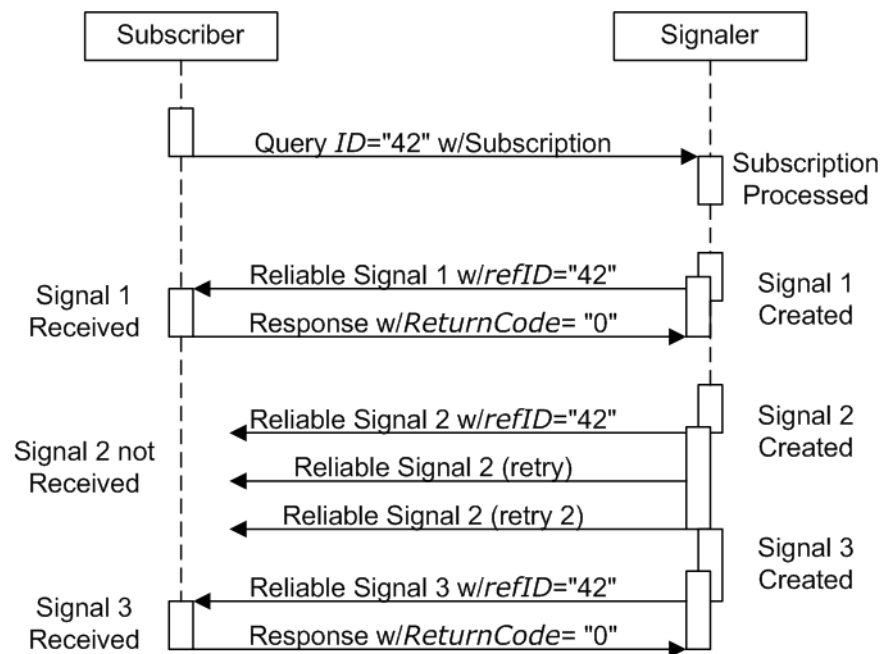 Subscriber
Signaler
Query ID="42" w/Subscription
Subscription
Processed
Reliable Signal 1 w/refID="42"
Signal 1
Received
Signal 1
Created
Response w/ReturnCode= "0"
Reliable Signal 2 w/refID="42"
Signal 2
Created
Signal 2 not
Received
Reliable Signal 2 (retry)
Reliable Signal 2 (retry 2)
Signal 3
Created
Reliable Signal 3 w/refID="42"
Signal 3
Received
Response w/ReturnCode= "0"